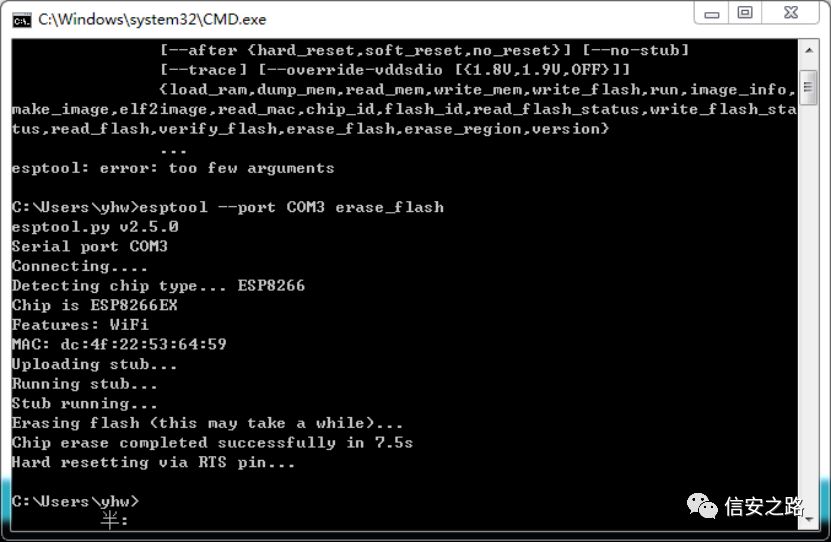 C:\Windows\system32\CMD.exe
[--after {hard_reset,soft_reset,no_reset}] [--no-stub]
[--trace] [--override-vddsdio [{1.8V,1.9V,OFF}]]
{load_ram,dump_mem,read_mem,write_mem,write_flash,run,image_info,
make_image,elf2image,read_mac,chip_id,flash_id,read_flash_status,write_flash_sta
tus,read_flash,verify_flash,erase_flash,erase_region,version}
...
esptool: error: too few arguments
C:\Users\yhw>esptool --port COM3 erase_flash
esptool.py v2.5.0
Serial port COM3
Connecting....
Detecting chip type... ESP8266
Chip is ESP8266EX
Features: WiFi
MAC: dc:4f:22:53:64:59
Uploading stub...
Running stub...
Stub running...
Erasing flash (this may take a while)...
Chip erase completed successfully in 7.5s
Hard resetting via RTS pin...
C:\Users\yhw>
半:
信安之路